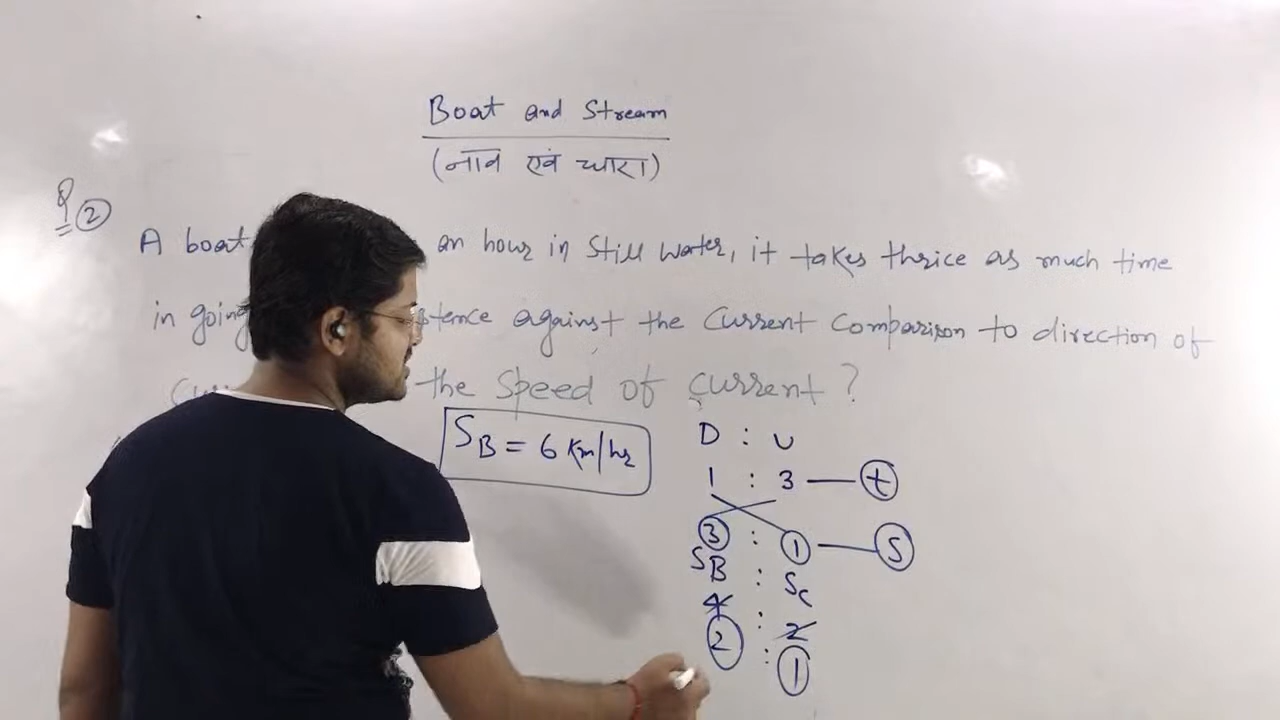 Boat and Stream
(नाव एवं धारा)
Q ②
A boat an hour in Still Water, it takes thrice as much time
in going against the Current Comparison to direction of
the Speed of Current ?
S_B = 6 Km/hr
D : U
1 : 3 — t
3 : 1 — S
S_B : S_C
4 : 2
2 : 1